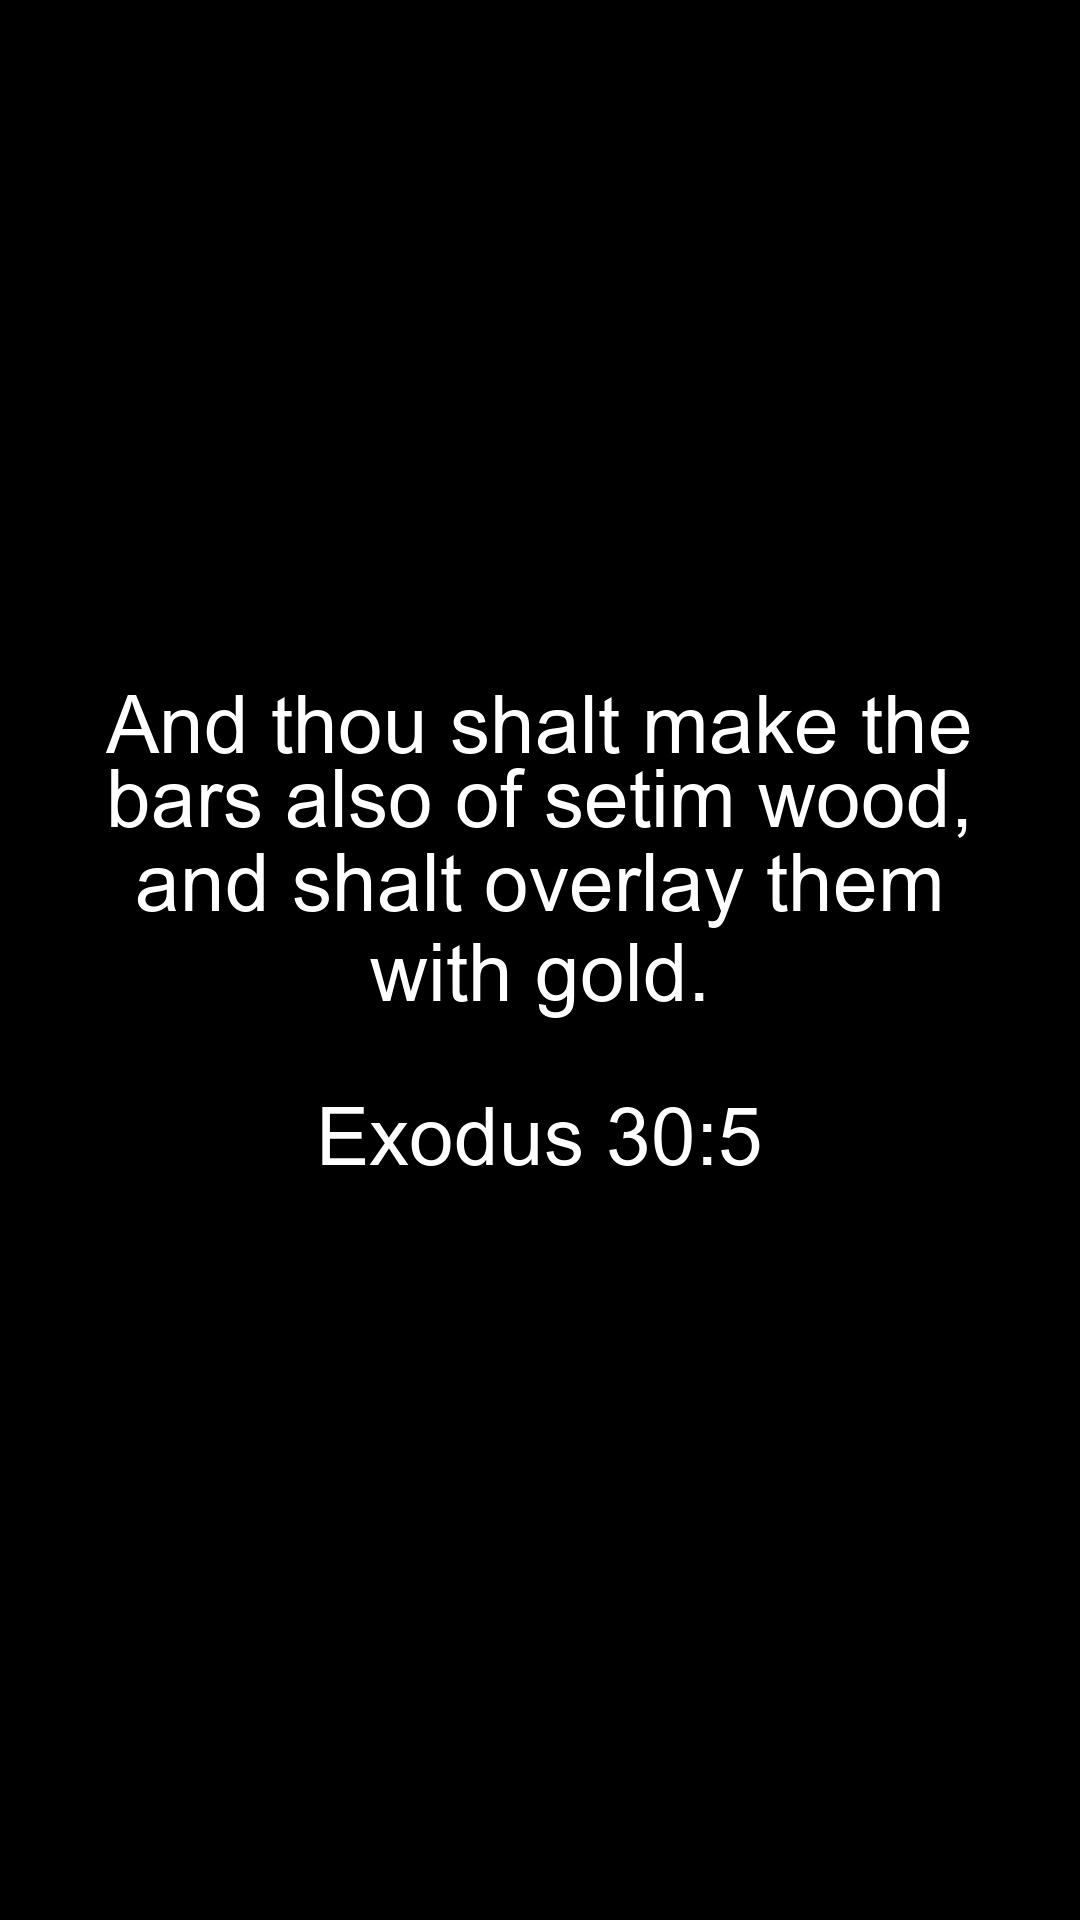 And thou shalt make the
bars also of setim wood,
and shalt overlay them
with gold.
Exodus 30:5